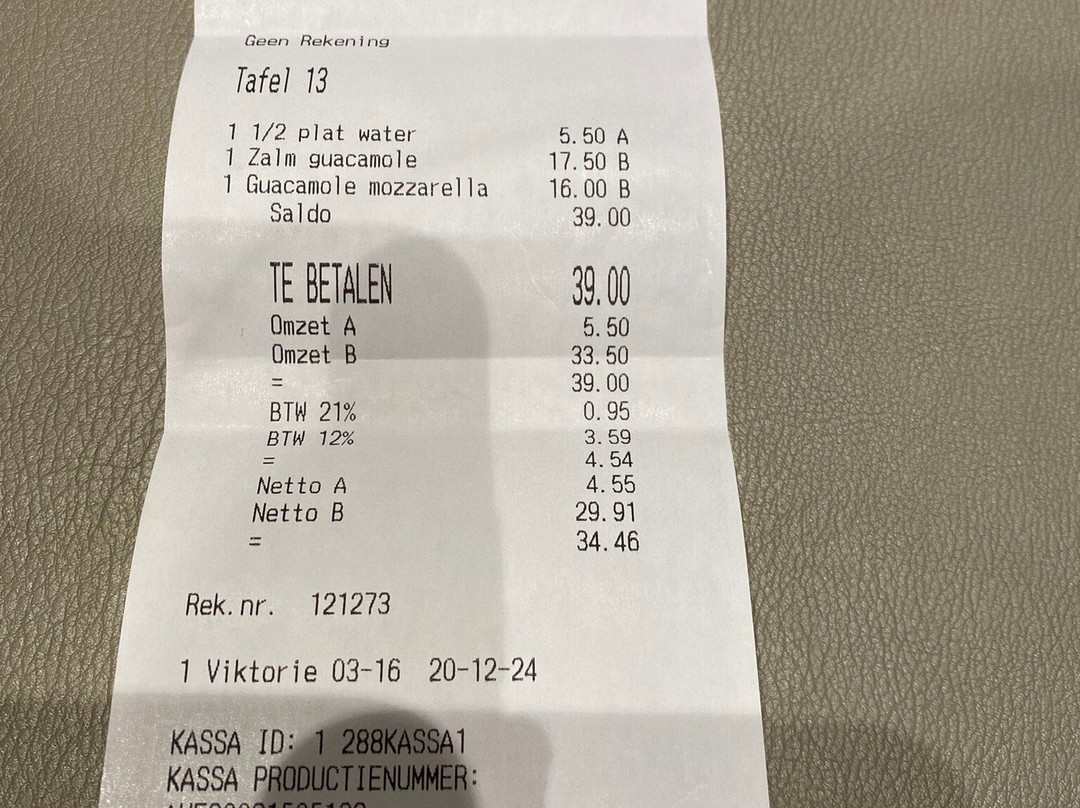 Geen Rekening
Tafel 13
1 1/2 plat water 5.50 A
1 Zalm guacamole 17.50 B
1 Guacamole mozzarella 16.00 B
Saldo 39.00
TE BETALEN 39.00
Omzet A 5.50
Omzet B 33.50
= 39.00
BTW 21% 0.95
BTW 12% 3.59
= 4.54
Netto A 4.55
Netto B 29.91
= 34.46
Rek.nr. 121273
1 Viktorie 03-16 20-12-24
KASSA ID: 1 288KASSA1
KASSA PRODUCTIENUMMER: